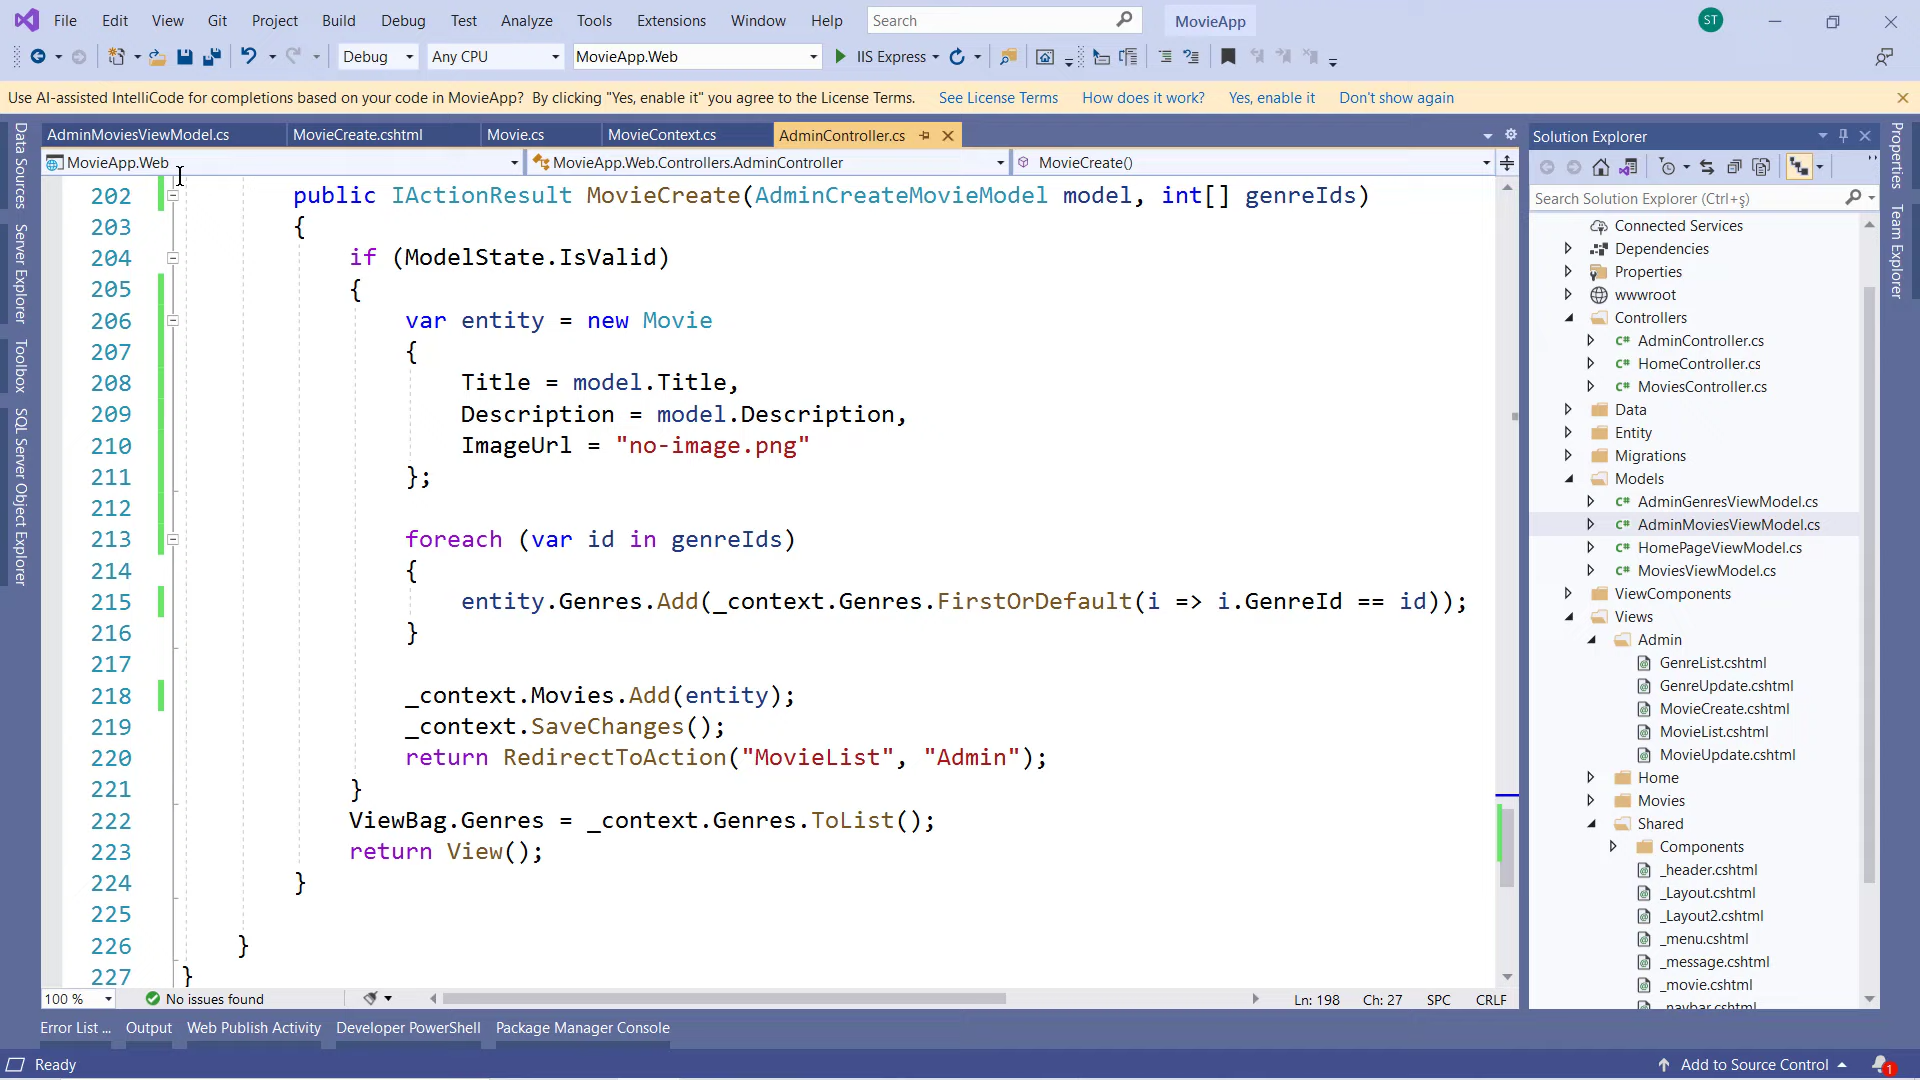 File Edit View Git Project Build Debug Test Analyze Tools Extensions Window Help Search MovieApp ST
Debug Any CPU MovieApp.Web IIS Express
Use AI-assisted IntelliCode for completions based on your code in MovieApp? By clicking "Yes, enable it" you agree to the License Terms. See License Terms How does it work? Yes, enable it Don't show again
Data Sources
Server Explorer
Toolbox
SQL Server Object Explorer
AdminMoviesViewModel.cs MovieCreate.cshtml Movie.cs MovieContext.cs AdminController.cs
MovieApp.Web MovieApp.Web.Controllers.AdminController MovieCreate()
202 public IActionResult MovieCreate(AdminCreateMovieModel model, int[] genreIds)
203 {
204 if (ModelState.IsValid)
205 {
206 var entity = new Movie
207 {
208 Title = model.Title,
209 Description = model.Description,
210 ImageUrl = "no-image.png"
211 };
212
213 foreach (var id in genreIds)
214 {
215 entity.Genres.Add(_context.Genres.FirstOrDefault(i => i.GenreId == id));
216 }
217
218 _context.Movies.Add(entity);
219 _context.SaveChanges();
220 return RedirectToAction("MovieList", "Admin");
221 }
222 ViewBag.Genres = _context.Genres.ToList();
223 return View();
224 }
225
226 }
227 }
100 % No issues found Ln: 198 Ch: 27 SPC CRLF
Solution Explorer
Search Solution Explorer (Ctrl+ş)
Connected Services
Dependencies
Properties
wwwroot
Controllers
C# AdminController.cs
C# HomeController.cs
C# MoviesController.cs
Data
Entity
Migrations
Models
C# AdminGenresViewModel.cs
C# AdminMoviesViewModel.cs
C# HomePageViewModel.cs
C# MoviesViewModel.cs
ViewComponents
Views
Admin
GenreList.cshtml
GenreUpdate.cshtml
MovieCreate.cshtml
MovieList.cshtml
MovieUpdate.cshtml
Home
Movies
Shared
Components
_header.cshtml
_Layout.cshtml
_Layout2.cshtml
_menu.cshtml
_message.cshtml
_movie.cshtml
_navbar.cshtml
Properties
Team Explorer
Error List ... Output Web Publish Activity Developer PowerShell Package Manager Console
Ready Add to Source Control 1